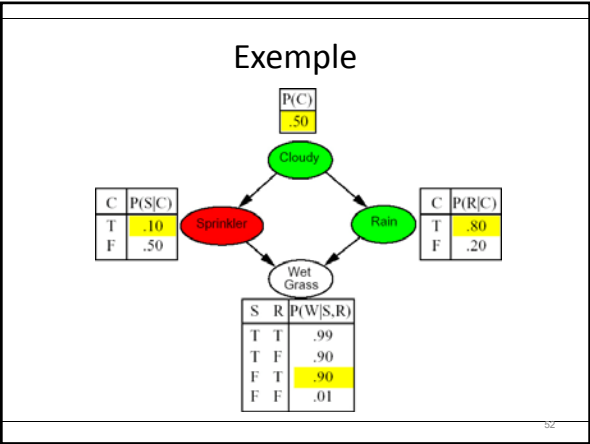 Exemple
P(C)
.50
Cloudy
C P(S|C)
T .10
F .50
Sprinkler
Rain
C P(R|C)
T .80
F .20
Wet
Grass
S R P(W|S,R)
T T .99
T F .90
F T .90
F F .01
52